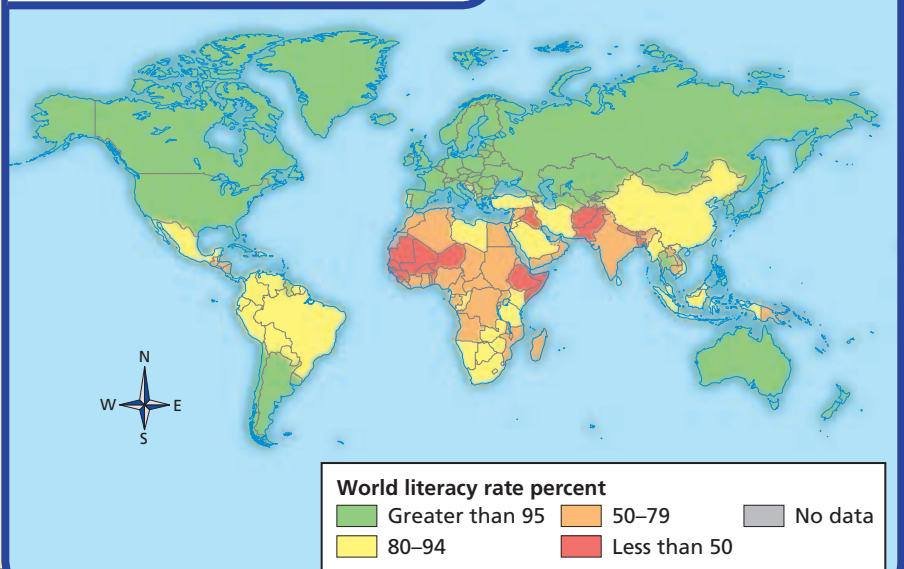 N
W E
S
World literacy rate percent
Greater than 95 50–79 No data
80–94 Less than 50